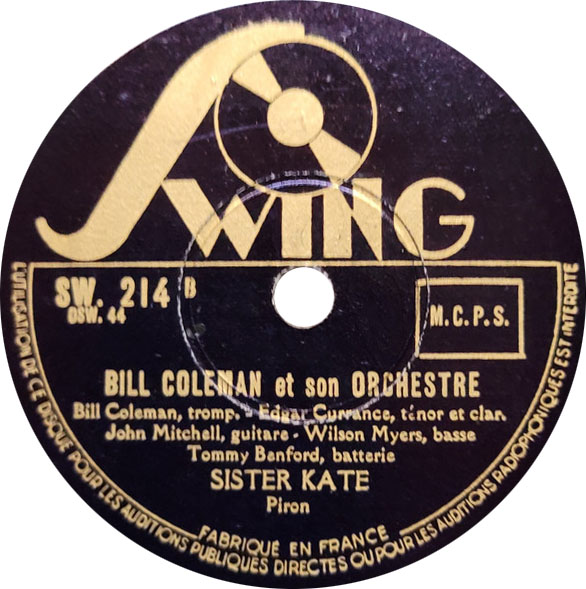 SWING
SW. 214 B
OSW. 44
M.C.P.S.
BILL COLEMAN et son ORCHESTRE
Bill Coleman, tromp. - Edgar Currance, ténor et clar.
John Mitchell, guitare - Wilson Myers, basse
Tommy Benford, batterie
SISTER KATE
Piron
FABRIQUÉ EN FRANCE
L'UTILISATION DE CE DISQUE POUR LES AUDITIONS PUBLIQUES DIRECTES OU POUR LES AUDITIONS RADIOPHONIQUES EST INTERDITE